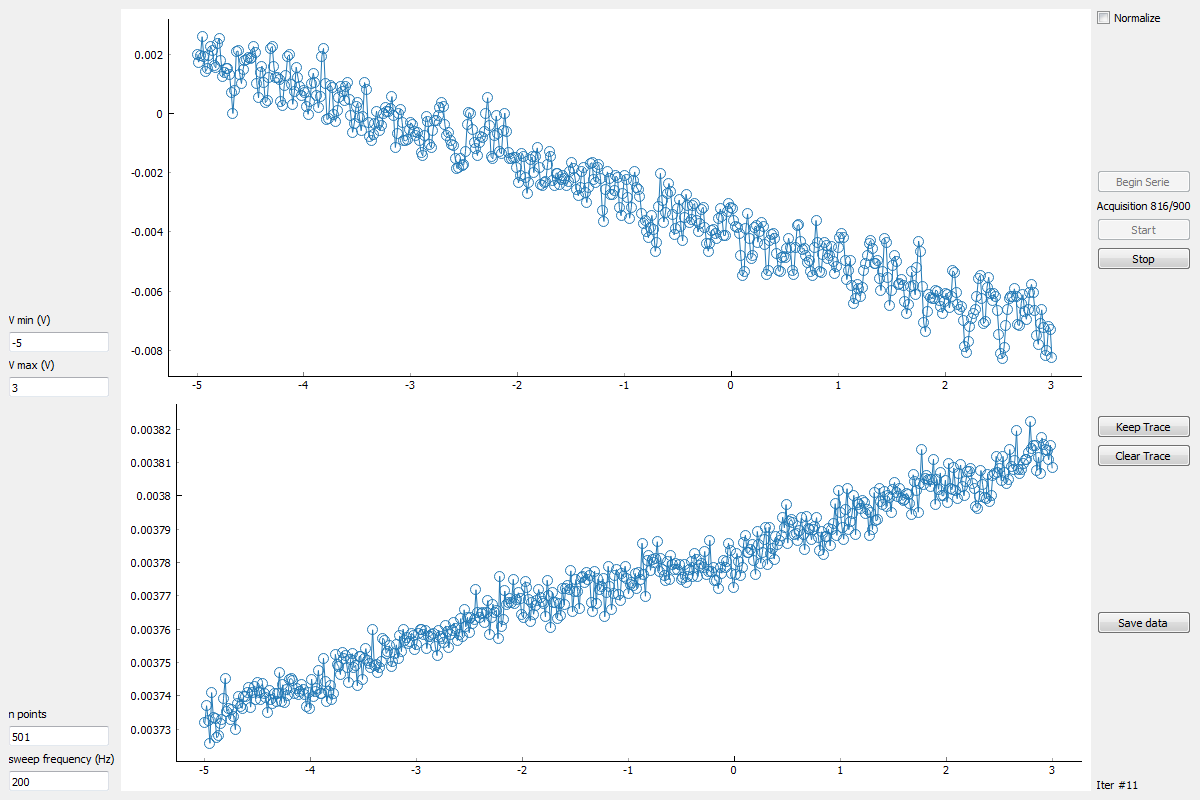 Normalize
0.002
0
-0.002
-0.004
-0.006
-0.008
-5
-4
-3
-2
-1
0
1
2
3
Begin Serie
Acquisition 816/900
Start
Stop
V min (V)
-5
V max (V)
3
0.00382
0.00381
0.0038
0.00379
0.00378
0.00377
0.00376
0.00375
0.00374
0.00373
-5
-4
-3
-2
-1
0
1
2
3
Keep Trace
Clear Trace
Save data
n points
501
sweep frequency (Hz)
200
Iter #11